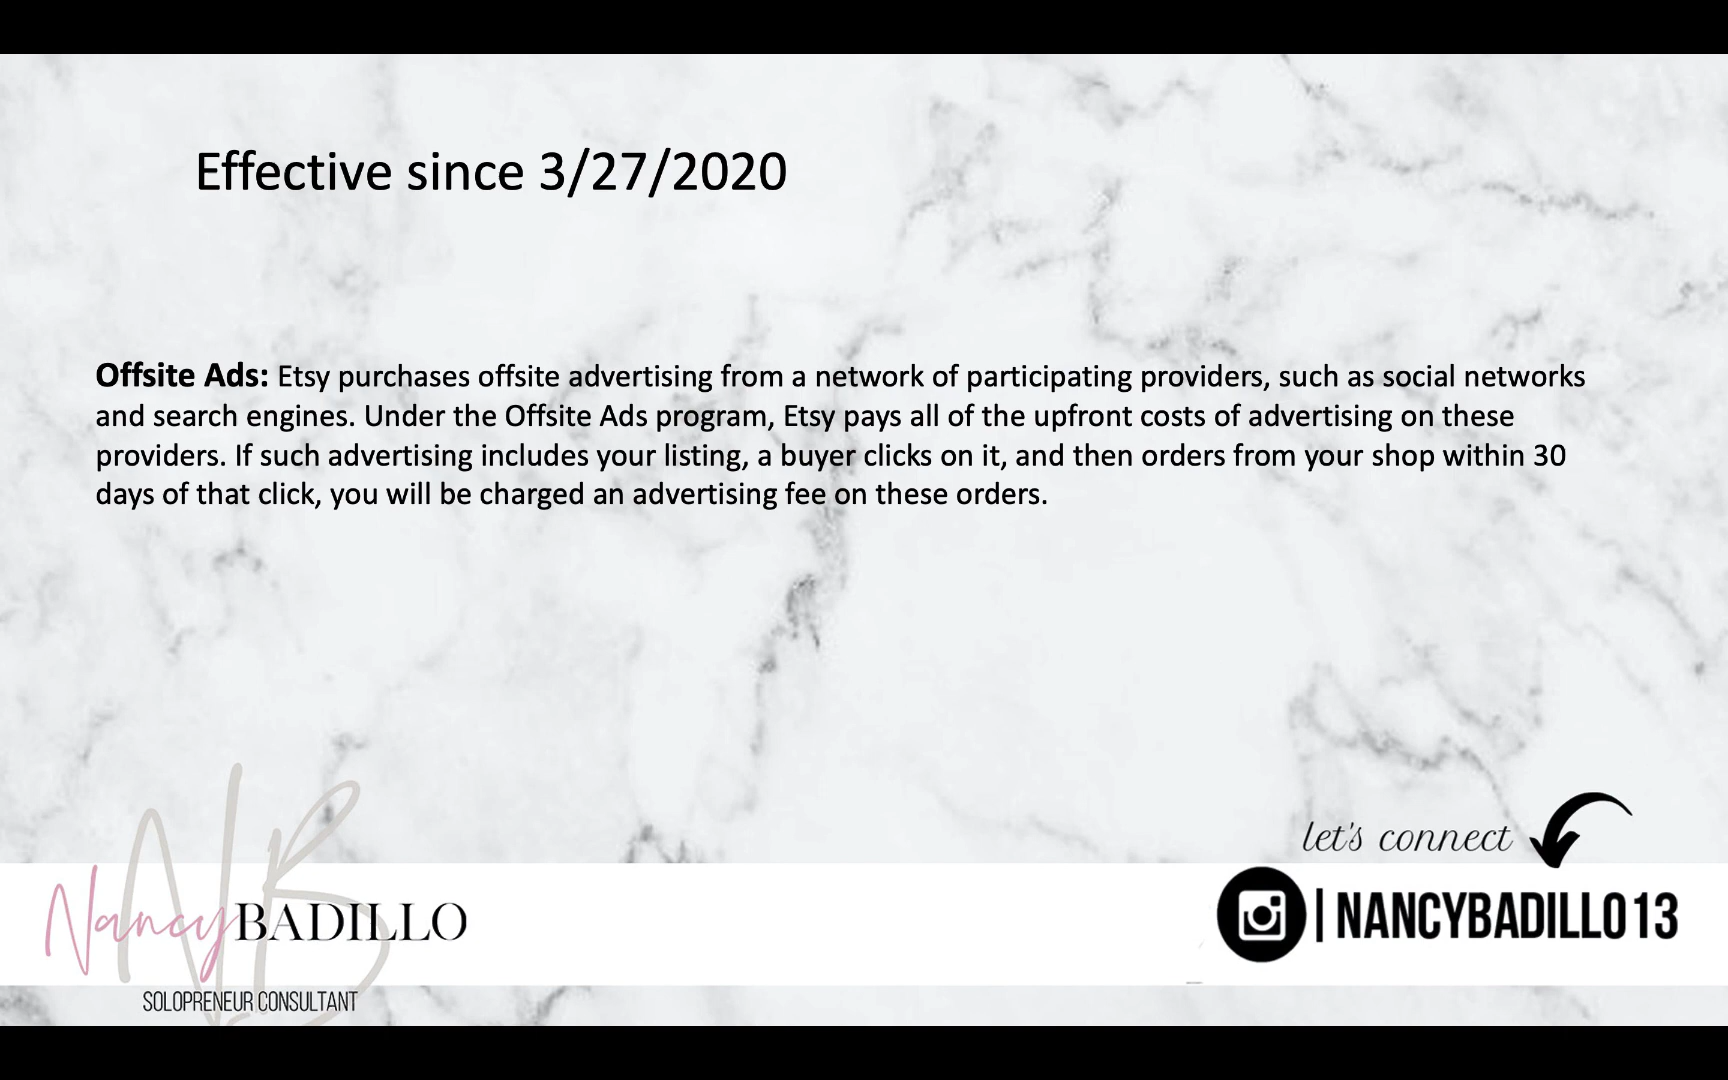 Effective since 3/27/2020
Offsite Ads: Etsy purchases offsite advertising from a network of participating providers, such as social networks
and search engines. Under the Offsite Ads program, Etsy pays all of the upfront costs of advertising on these
providers. If such advertising includes your listing, a buyer clicks on it, and then orders from your shop within 30
days of that click, you will be charged an advertising fee on these orders.
let's connect
NB
Nancy BADILLO
| NANCYBADILLO13
SOLOPRENEUR CONSULTANT